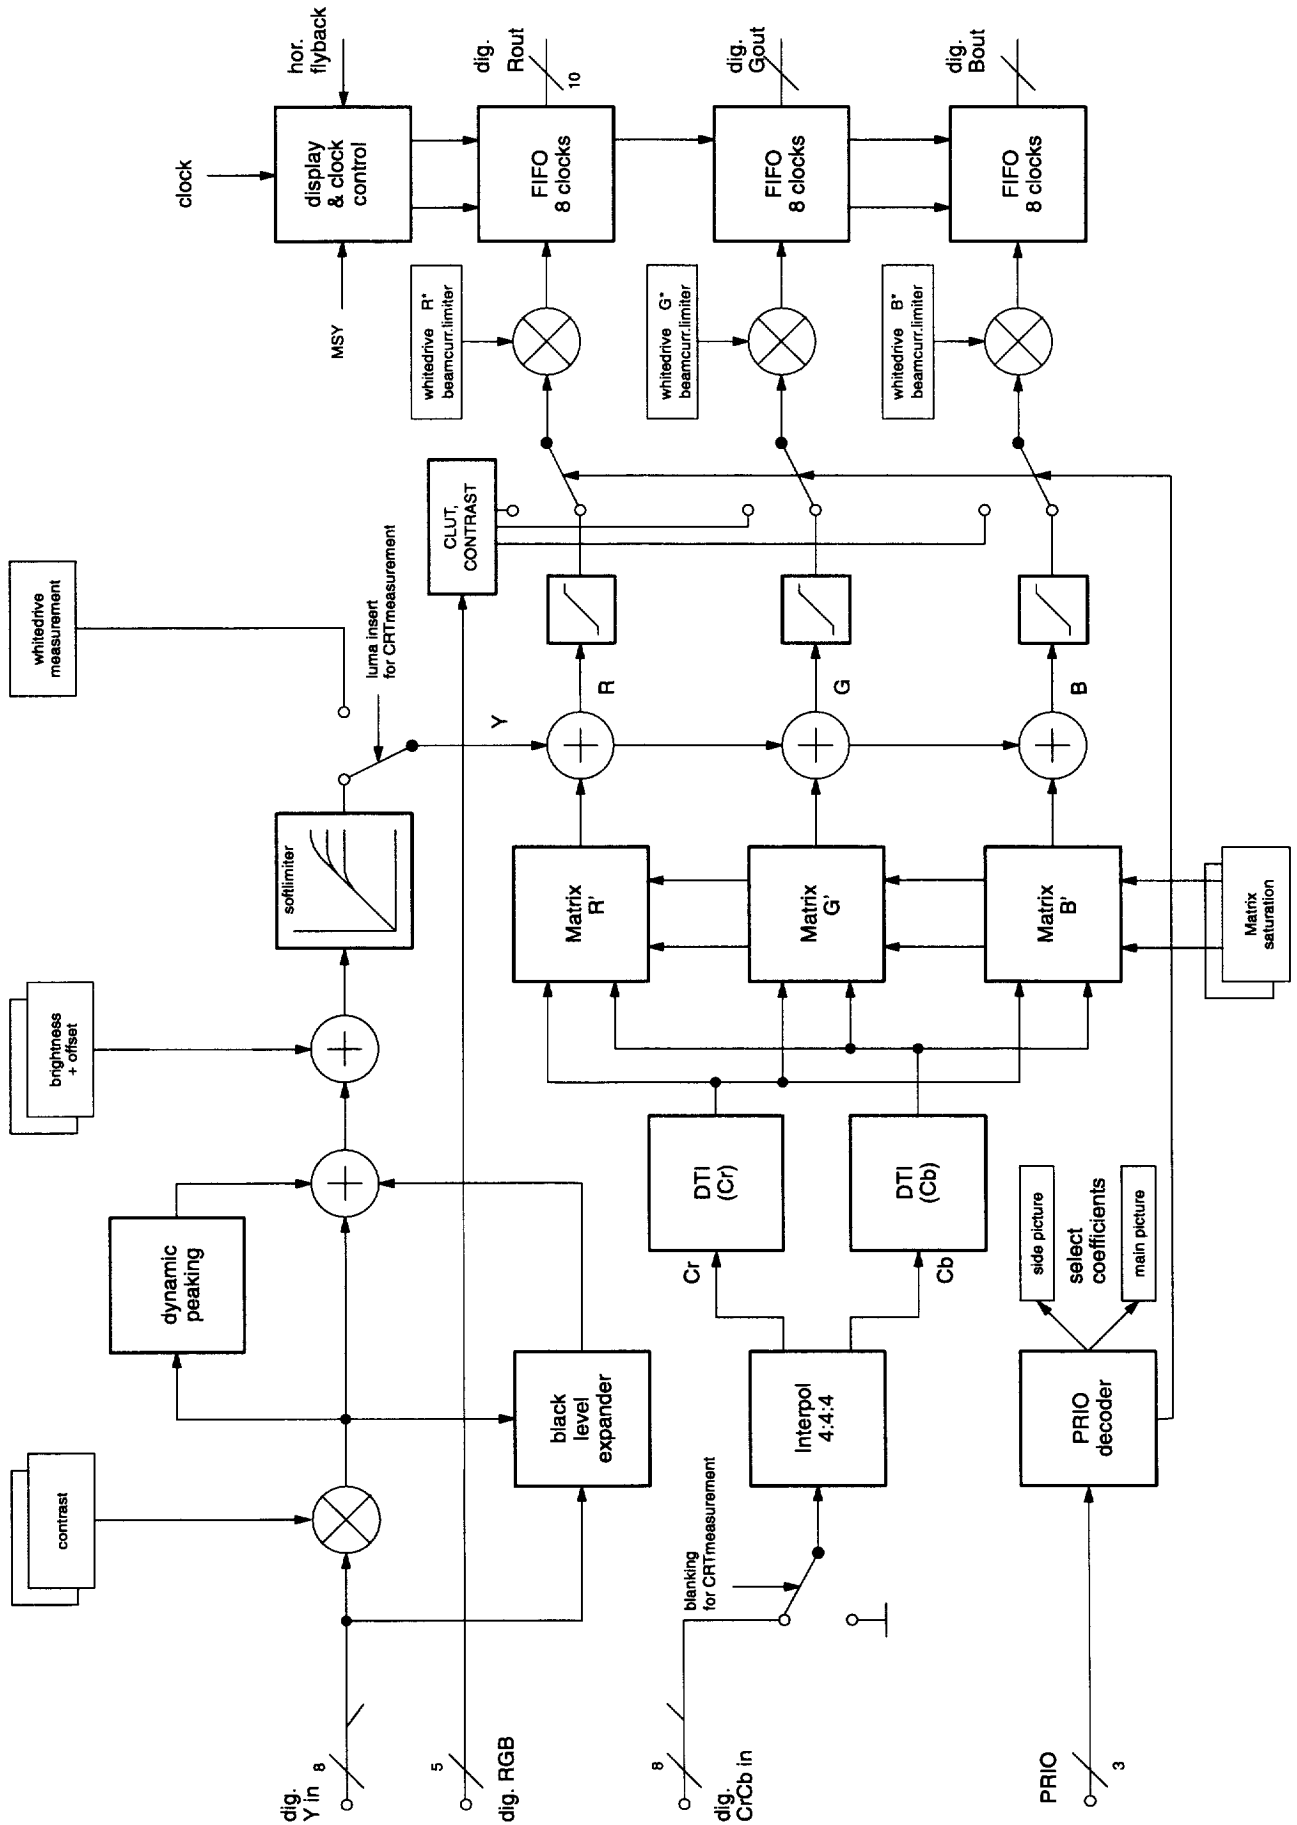 whitedrive
measurement
brightness
+ offset
contrast
clock
hor.
flyback
display
& clock
control
MSY
dynamic
peaking
softlimiter
luma insert
for CRTmeasurement
Y
dig.
Y in
8
5
dig. RGB
CLUT,
CONTRAST
whitedrive R*
beamcurr.limiter
FIFO
8 clocks
dig.
Rout
10
black
level
expander
Matrix
R'
R
whitedrive G*
beamcurr.limiter
FIFO
8 clocks
dig.
Gout
blanking
for CRTmeasurement
8
dig.
CrCb in
Interpol
4:4:4
Cr
DTI
(Cr)
Cb
DTI
(Cb)
Matrix
G'
G
whitedrive B*
beamcurr.limiter
FIFO
8 clocks
dig.
Bout
Matrix
B'
B
PRIO
3
PRIO
decoder
side picture
select
coefficients
main picture
Matrix
saturation